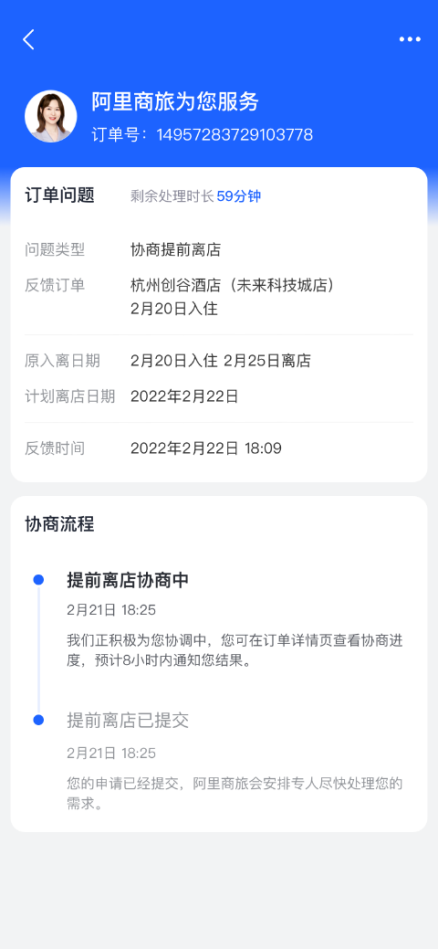 阿里商旅为您服务
订单号：14957283729103778
订单问题 剩余处理时长 59分钟
问题类型 协商提前离店
反馈订单 杭州创谷酒店（未来科技城店）
2月20日入住
原入离日期 2月20日入住 2月25日离店
计划离店日期 2022年2月22日
反馈时间 2022年2月22日 18:09
协商流程
提前离店协商中
2月21日 18:25
我们正积极为您协调中，您可在订单详情页查看协商进
度，预计8小时内通知您结果。
提前离店已提交
2月21日 18:25
您的申请已经提交，阿里商旅会安排专人尽快处理您的
需求。